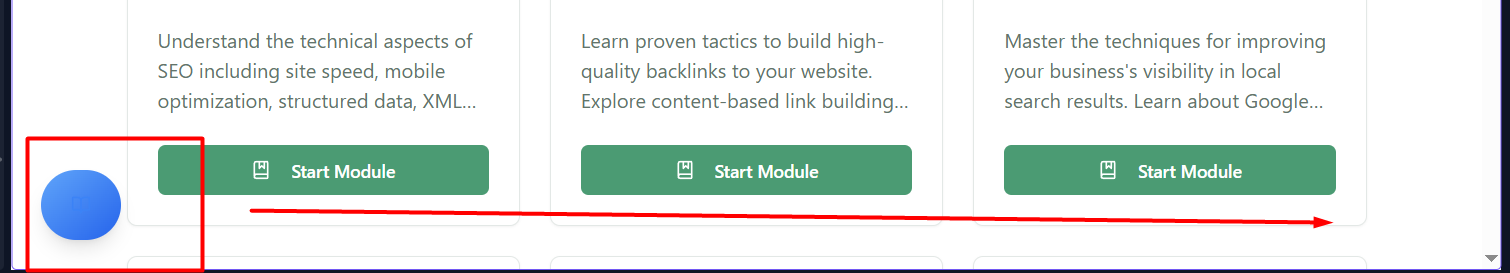 Understand the technical aspects of
SEO including site speed, mobile
optimization, structured data, XML...
Start Module
Learn proven tactics to build high-
quality backlinks to your website.
Explore content-based link building...
Start Module
Master the techniques for improving
your business's visibility in local
search results. Learn about Google...
Start Module